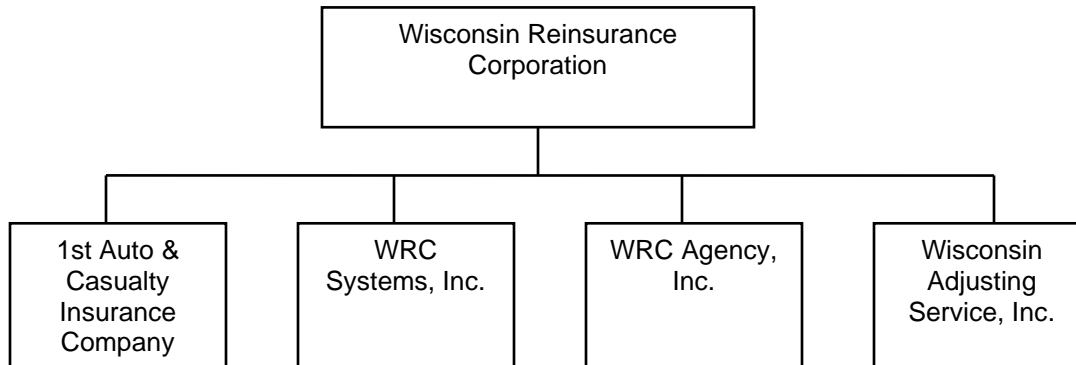 Wisconsin Reinsurance
Corporation
1st Auto &
Casualty
Insurance
Company
WRC
Systems, Inc.
WRC Agency,
Inc.
Wisconsin
Adjusting
Service, Inc.